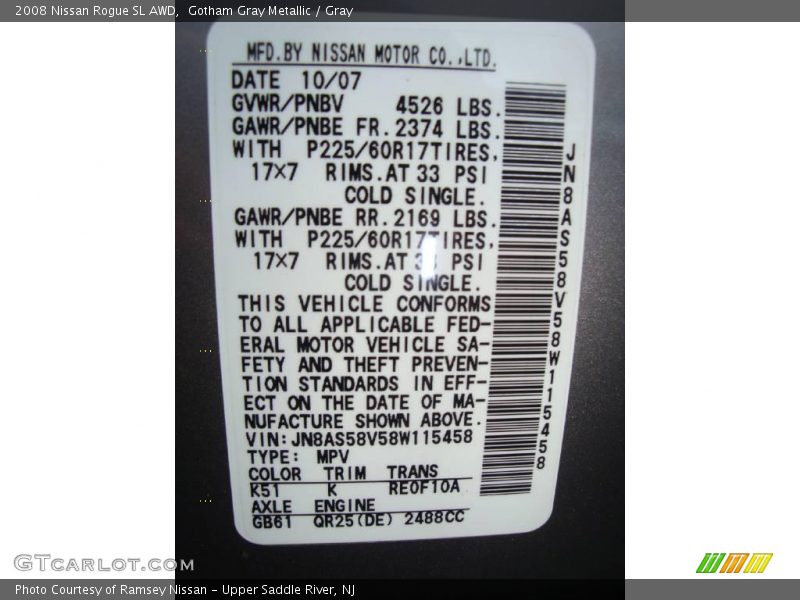 2008 Nissan Rogue SL AWD,  Gotham Gray Metallic / Gray
MFD.BY NISSAN MOTOR CO.,LTD.
DATE 10/07
GVWR/PNBV 4526 LBS.
GAWR/PNBE FR.2374 LBS.
WITH P225/60R17TIRES,
17×7 RIMS.AT 33 PSI
COLD SINGLE.
GAWR/PNBE RR.2169 LBS.
WITH P225/60R17TIRES,
17×7 RIMS.AT 33 PSI
COLD SINGLE.
THIS VEHICLE CONFORMS
TO ALL APPLICABLE FED-
ERAL MOTOR VEHICLE SA-
FETY AND THEFT PREVEN-
TION STANDARDS IN EFF-
ECT ON THE DATE OF MA-
NUFACTURE SHOWN ABOVE.
VIN:JN8AS58V58W115458
TYPE: MPV
COLOR TRIM TRANS
K51 K RE0F10A
AXLE ENGINE
GB61 QR25(DE) 2488CC
JN8AS58V58W115458
GTCarLot.com
Photo Courtesy of Ramsey Nissan - Upper Saddle River, NJ